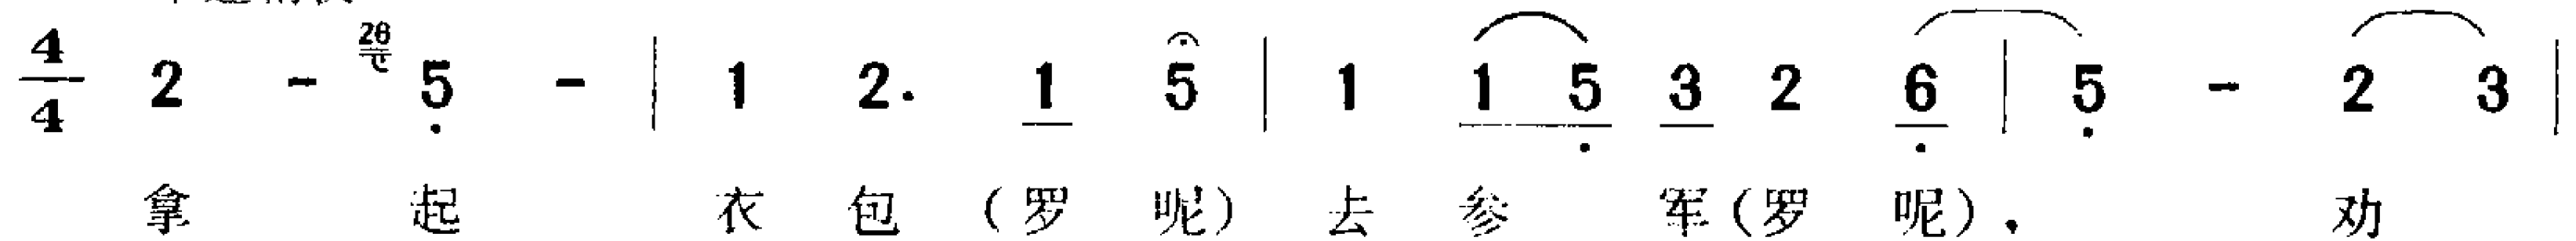 4/4 2 - 26 5 - | 1 2. 1 5 | 1 1 5 3 2 6 | 5 - 2 3 |
拿 起 衣 包 （罗 呢） 去 参 军（罗 呢）， 劝